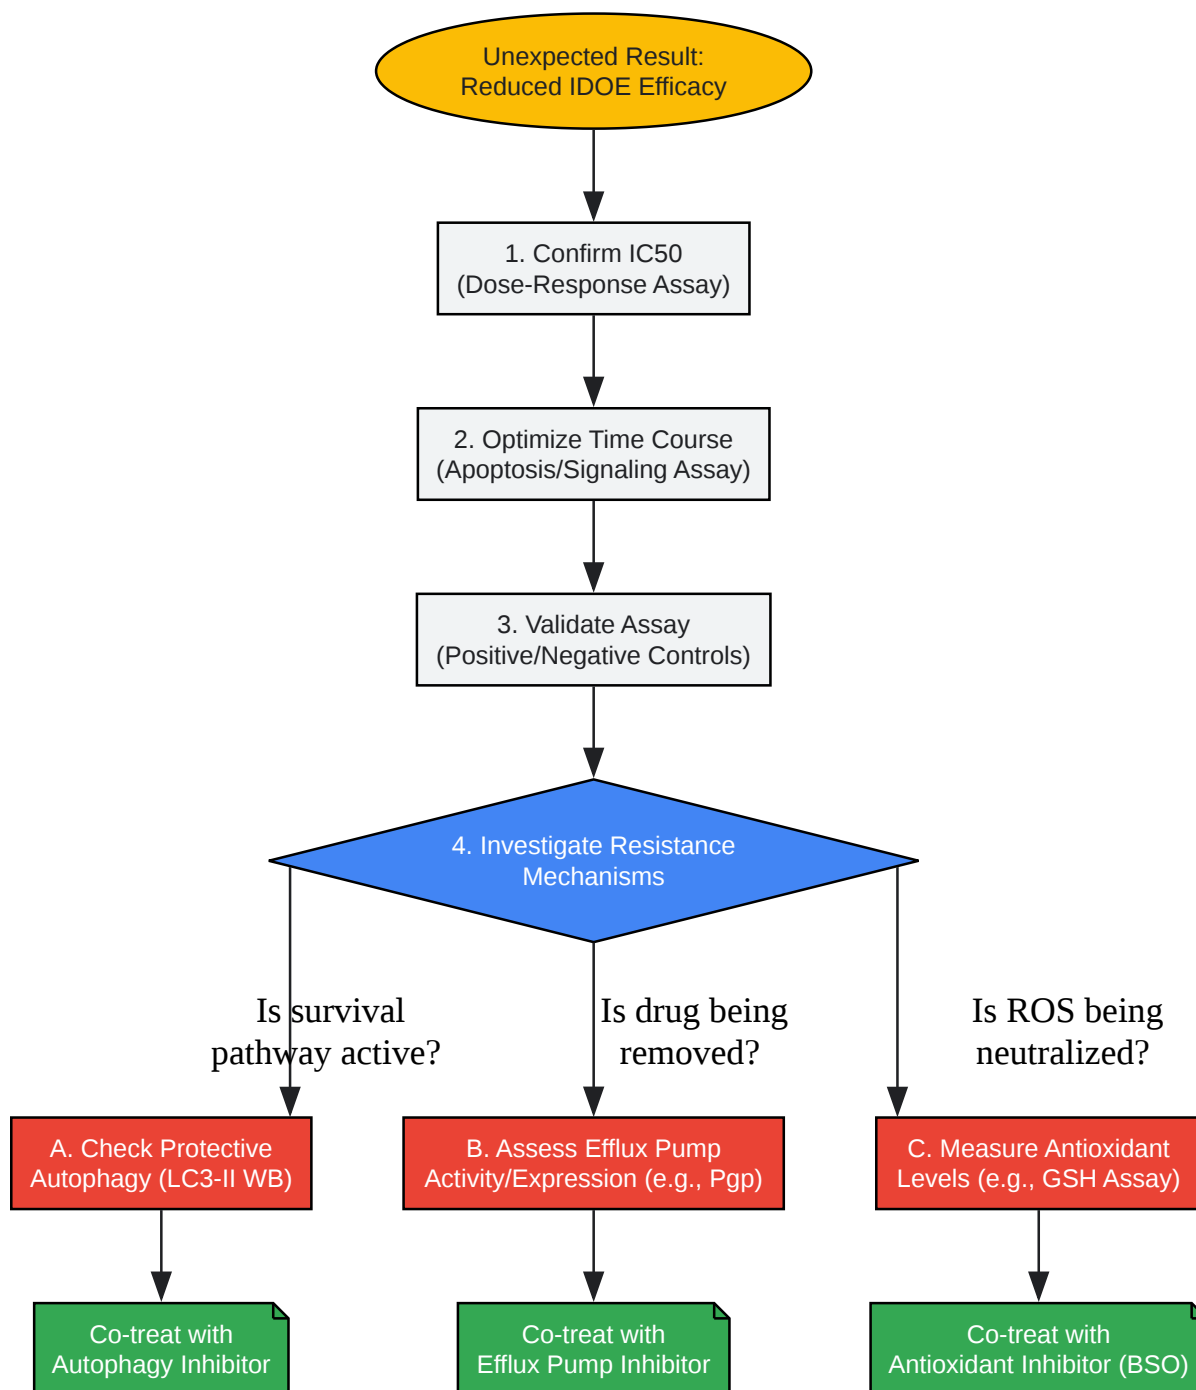 Unexpected Result:
Reduced IDOE Efficacy
1. Confirm IC50
(Dose-Response Assay)
2. Optimize Time Course
(Apoptosis/Signaling Assay)
3. Validate Assay
(Positive/Negative Controls)
4. Investigate Resistance
Mechanisms
Is survival
pathway active?
Is drug being
removed?
Is ROS being
neutralized?
A. Check Protective
Autophagy (LC3-II WB)
B. Assess Efflux Pump
Activity/Expression (e.g., Pgp)
C. Measure Antioxidant
Levels (e.g., GSH Assay)
Co-treat with
Autophagy Inhibitor
Co-treat with
Efflux Pump Inhibitor
Co-treat with
Antioxidant Inhibitor (BSO)